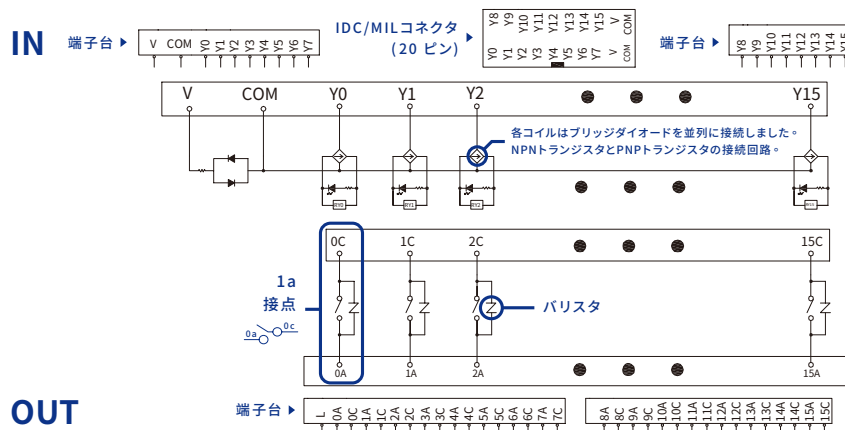 IN
端子台
V COM Y0 Y1 Y2 Y3 Y4 Y5 Y6 Y7
IDC/MILコネクタ
(20 ピン)
Y8 Y9 Y10 Y11 Y12 Y13 Y14 Y15 V COM
Y0 Y1 Y2 Y3 Y4 Y5 Y6 Y7 V COM
端子台
Y8 Y9 Y10 Y11 Y12 Y13 Y14 Y15
V COM Y0 Y1 Y2 Y15
各コイルはブリッジダイオードを並列に接続しました。
NPNトランジスタとPNPトランジスタの接続回路。
RY0 RY1 RY2
0C 1C 2C 15C
1a
接点
0a 0c
バリスタ
0A 1A 2A 15A
OUT
端子台
L 0A 0C 1A 1C 2A 2C 3A 3C 4A 4C 5A 5C 6A 6C 7A 7C
8A 8C 9A 9C 10A 10C 11A 11C 12A 12C 13A 13C 14A 14C 15A 15C